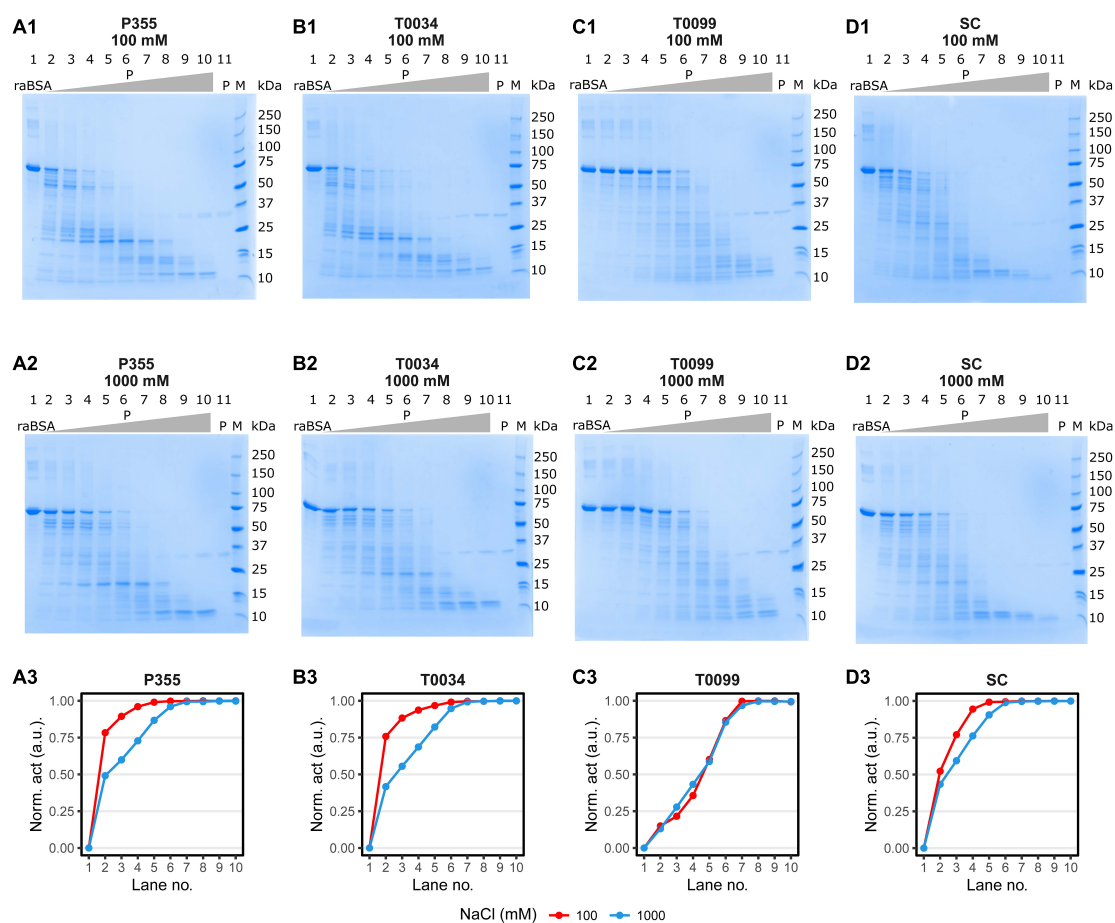 A1 P355 B1 T0034 C1 T0099 D1 SC
100 mM 100 mM 100 mM 100 mM
1 2 3 4 5 6 7 8 9 10 11 1 2 3 4 5 6 7 8 9 10 11 1 2 3 4 5 6 7 8 9 10 11 1 2 3 4 5 6 7 8 9 10 11
P P P P
raBSA P M kDa raBSA P M kDa raBSA P M kDa raBSA P M kDa
250 250 250 250
150 150 150 150
100 100 100 100
75 75 75 75
50 50 50 50
37 37 37 37
25 25 25 25
15 15 15 15
10 10 10 10
A2 P355 B2 T0034 C2 T0099 D2 SC
1000 mM 1000 mM 1000 mM 1000 mM
1 2 3 4 5 6 7 8 9 10 11 1 2 3 4 5 6 7 8 9 10 11 1 2 3 4 5 6 7 8 9 10 11 1 2 3 4 5 6 7 8 9 10 11
P P P P
raBSA P M kDa raBSA P M kDa raBSA P M kDa raBSA P M kDa
250 250 250 250
150 150 150 150
100 100 100 100
75 75 75 75
50 50 50 50
37 37 37 37
25 25 25 25
15 15 15 15
10 10 10 10
A3 P355 B3 T0034 C3 T0099 D3 SC
Norm. act (a.u.) Norm. act (a.u.) Norm. act (a.u.) Norm. act (a.u.)
1.00 1.00 1.00 1.00
0.75 0.75 0.75 0.75
0.50 0.50 0.50 0.50
0.25 0.25 0.25 0.25
0.00 0.00 0.00 0.00
1 2 3 4 5 6 7 8 9 10 1 2 3 4 5 6 7 8 9 10 1 2 3 4 5 6 7 8 9 10 1 2 3 4 5 6 7 8 9 10
Lane no. Lane no. Lane no. Lane no.
NaCl (mM) 100 1000